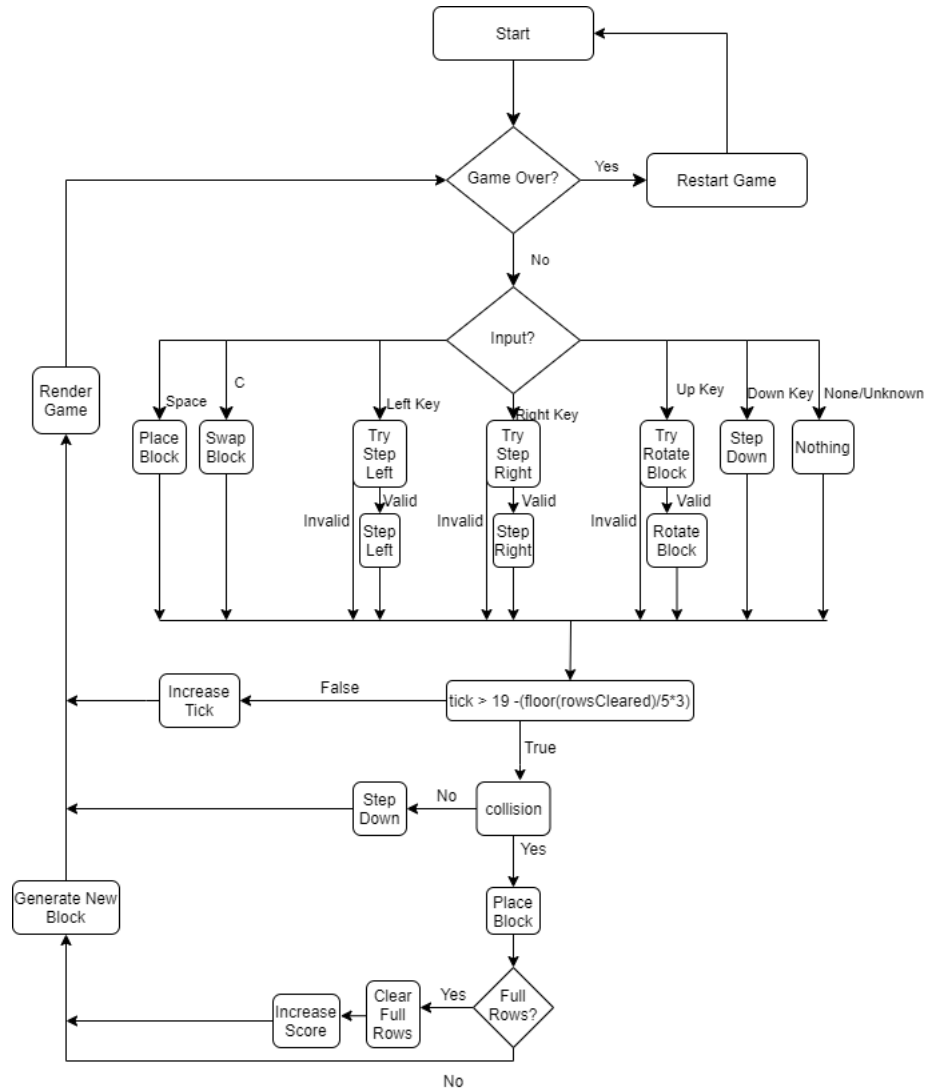 Start
Game Over?
Yes
Restart Game
No
Input?
Render
Game
Space
C
Left Key
Right Key
Up Key
Down Key
None/Unknown
Place
Block
Swap
Block
Try
Step
Left
Try
Step
Right
Try
Rotate
Block
Step
Down
Nothing
Invalid
Valid
Step
Left
Invalid
Valid
Step
Right
Invalid
Valid
Rotate
Block
Increase
Tick
False
tick > 19 -(floor(rowsCleared)/5*3)
True
Step
Down
No
collision
Yes
Generate New
Block
Place
Block
Increase
Score
Clear
Full
Rows
Yes
Full
Rows?
No